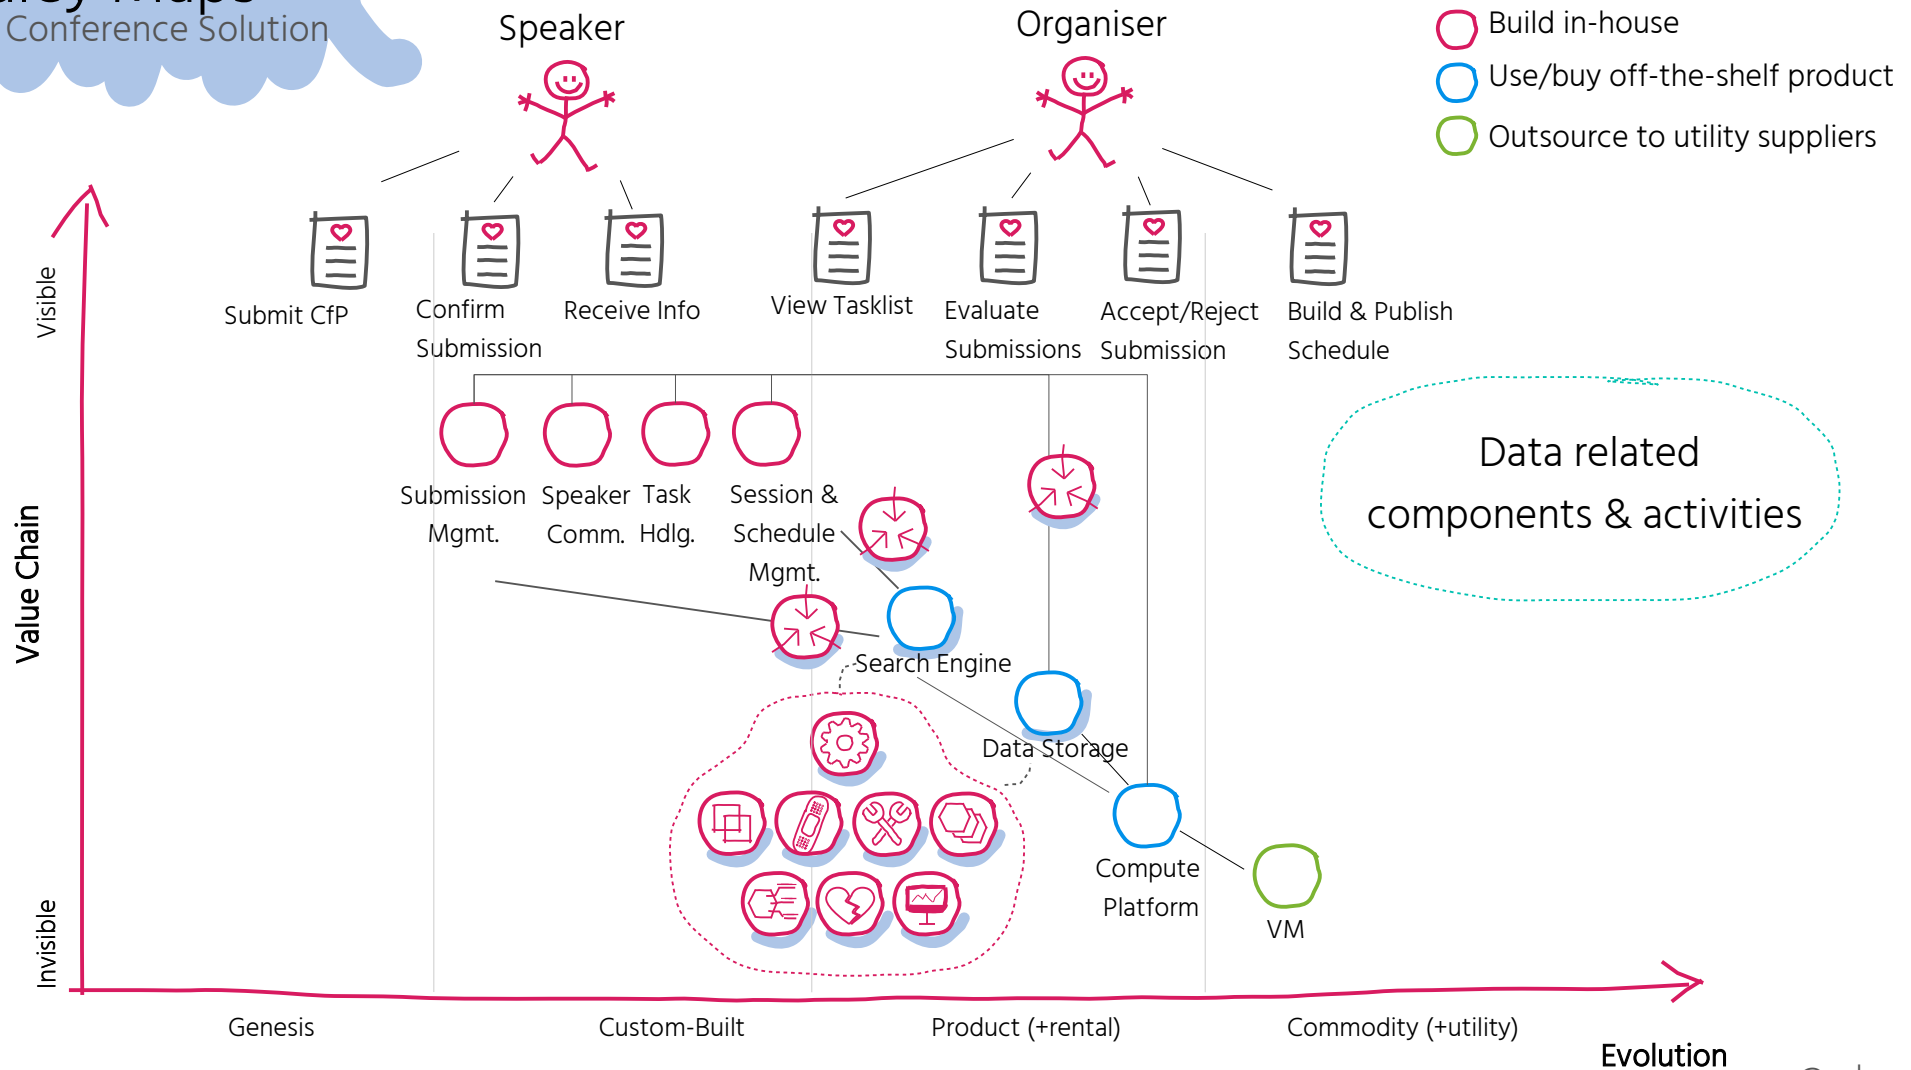 Maps
Conference Solution
Speaker
Organiser
Build in-house
Use/buy off-the-shelf product
Outsource to utility suppliers
Visible
Value Chain
Invisible
Submit CfP
Confirm
Submission
Receive Info
View Tasklist
Evaluate
Submissions
Accept/Reject
Submission
Build & Publish
Schedule
Submission
Mgmt.
Speaker
Comm.
Task
Hdlg.
Session &
Schedule
Mgmt.
Data related
components & activities
Search Engine
Data Storage
Compute
Platform
VM
Genesis
Custom-Built
Product (+rental)
Commodity (+utility)
Evolution